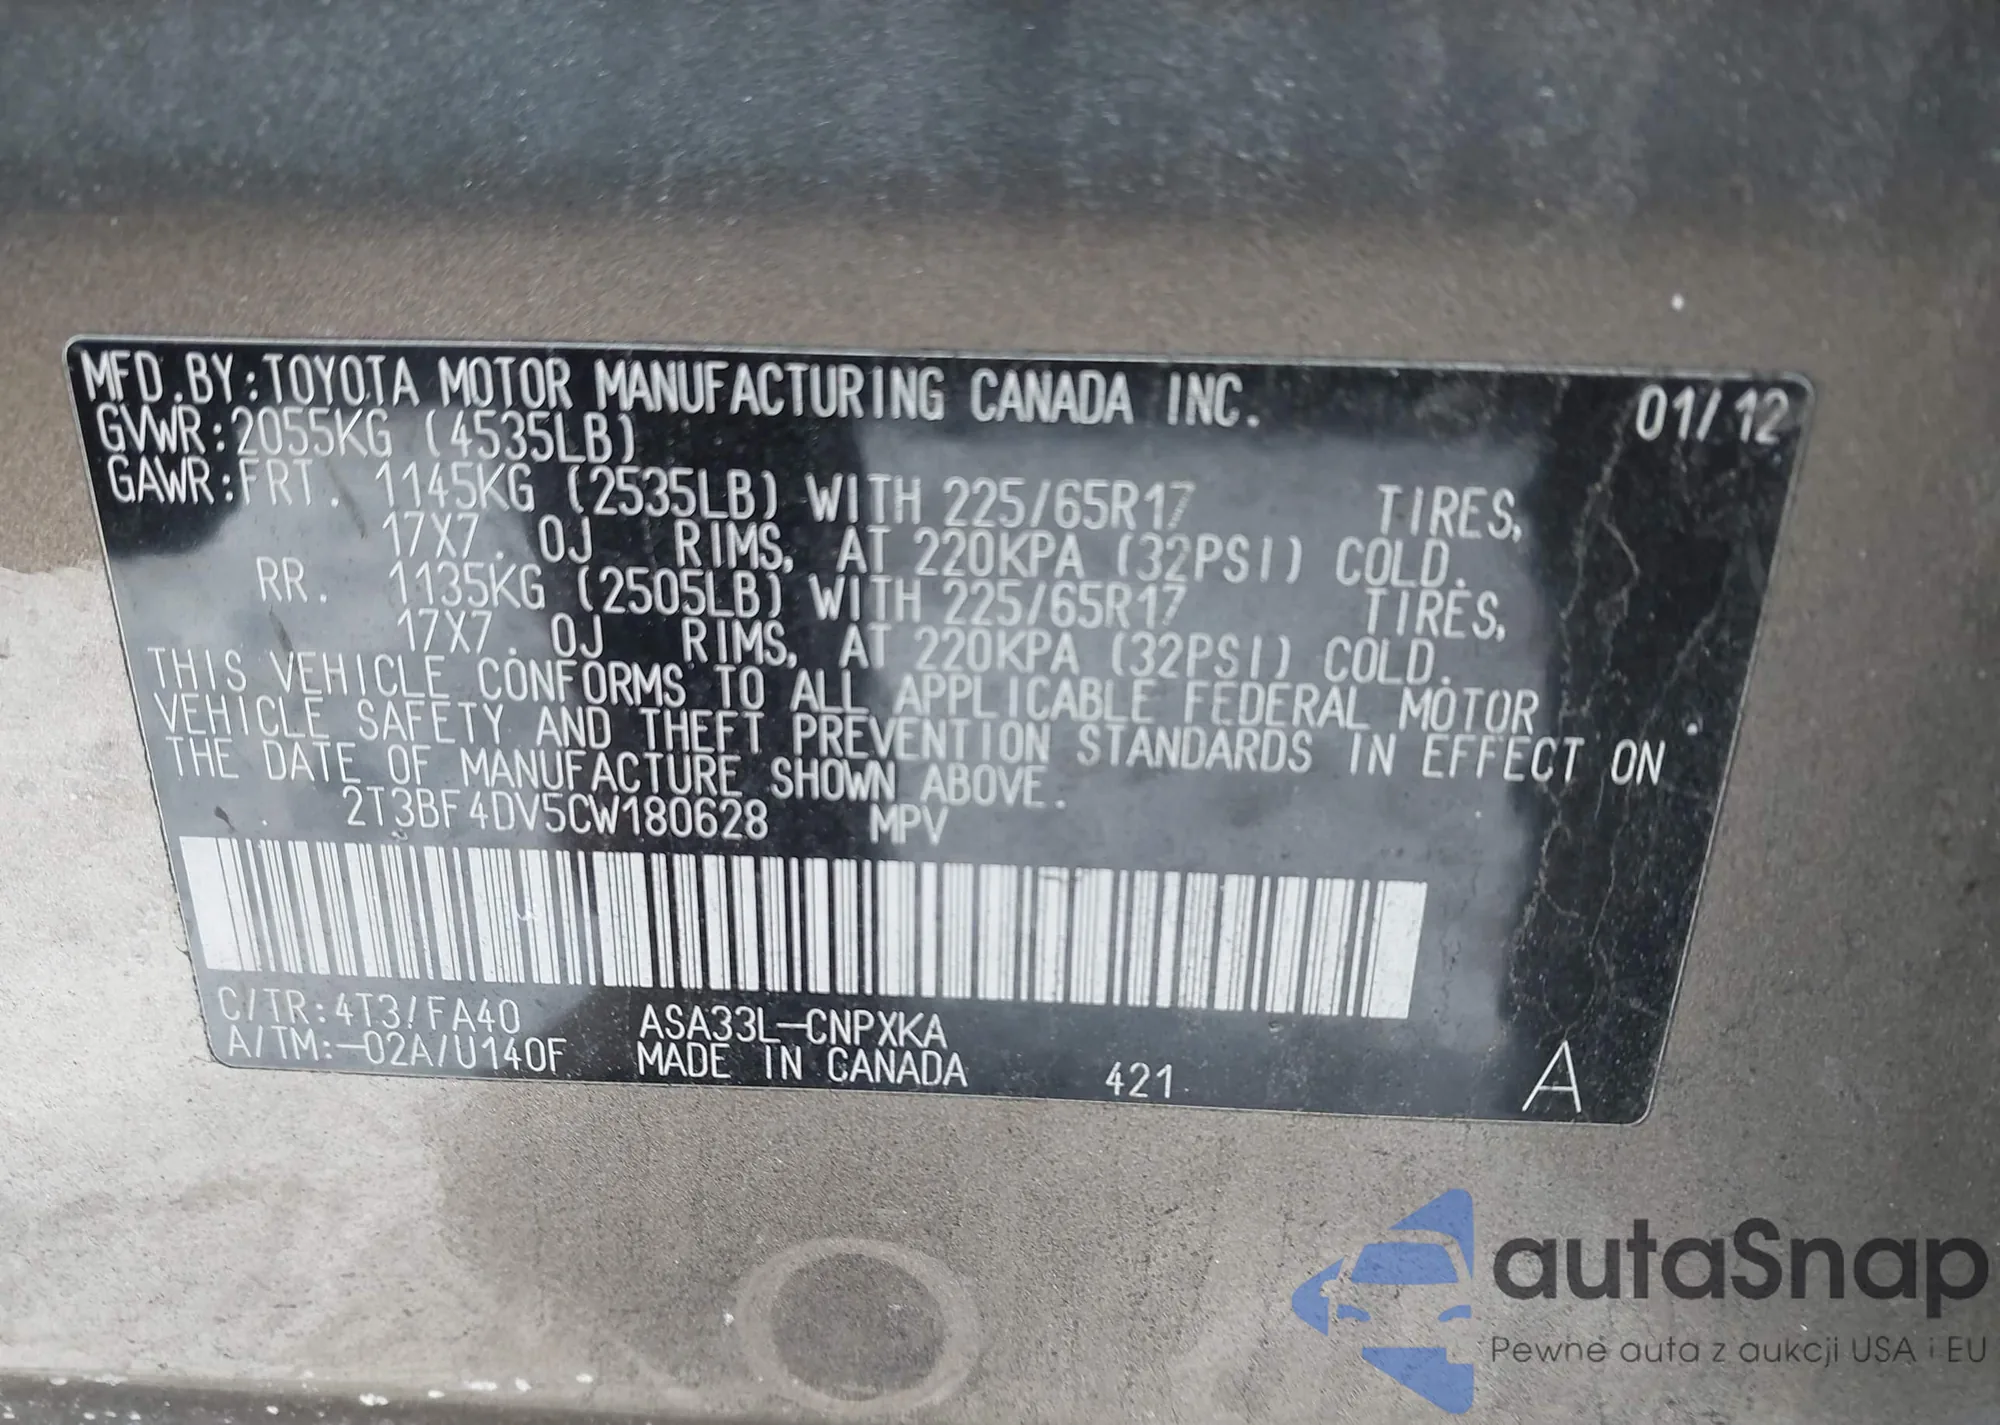 MFD.BY:TOYOTA MOTOR MANUFACTURING CANADA INC. 01/12
GVWR:2055KG (4535LB)
GAWR:FRT. 1145KG (2535LB) WITH 225/65R17 TIRES,
17X7. 0J RIMS, AT 220KPA (32PSI) COLD.
RR. 1135KG (2505LB) WITH 225/65R17 TIRES,
17X7. 0J RIMS, AT 220KPA (32PSI) COLD.
THIS VEHICLE CONFORMS TO ALL APPLICABLE FEDERAL MOTOR
VEHICLE SAFETY AND THEFT PREVENTION STANDARDS IN EFFECT ON
THE DATE OF MANUFACTURE SHOWN ABOVE.
2T3BF4DV5CW180628 MPV
C/TR:4T3/FA40 ASA33L-CNPXKA
A/TM:-02A/U140F MADE IN CANADA 421 A
autaSnap
Pewne auta z aukcji USA i EU